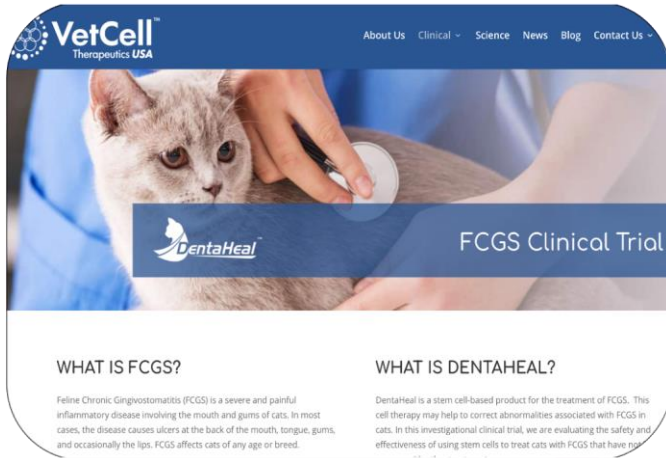 VetCell™
Therapeutics USA
About Us Clinical Science News Blog Contact Us
DentaHeal™
FCGS Clinical Trial
WHAT IS FCGS?
Feline Chronic Gingivostomatitis (FCGS) is a severe and painful
inflammatory disease involving the mouth and gums of cats. In most
cases, the disease causes ulcers at the back of the mouth, tongue, gums,
and occasionally the lips. FCGS affects cats of any age or breed.
WHAT IS DENTAHEAL?
DentaHeal is a stem cell-based product for the treatment of FCGS. This
cell therapy may help to correct abnormalities associated with FCGS in
cats. In this investigational clinical trial, we are evaluating the safety and
effectiveness of using stem cells to treat cats with FCGS that have not